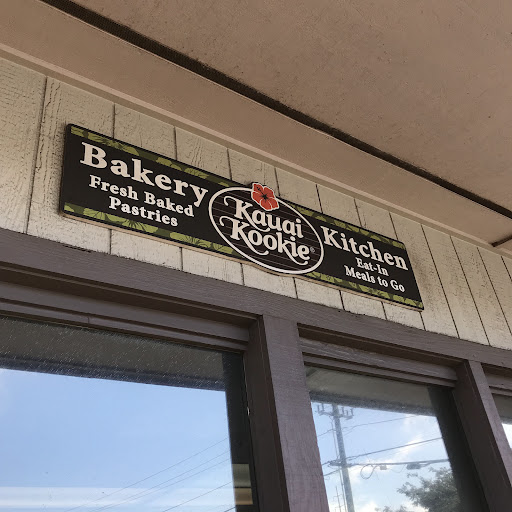 Bakery
Fresh Baked
Pastries
Kauai
Kookie®
Kitchen
Eat-In
Meals to Go